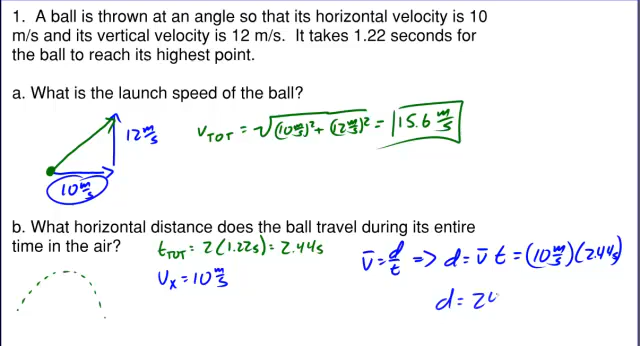 1. A ball is thrown at an angle so that its horizontal velocity is 10
m/s and its vertical velocity is 12 m/s. It takes 1.22 seconds for
the ball to reach its highest point.
a. What is the launch speed of the ball?
12 m/s
V_TOT = √((10 m/s)² + (12 m/s)²) = 15.6 m/s
10 m/s
b. What horizontal distance does the ball travel during its entire
time in the air?
t_TOT = 2(1.22s) = 2.44s
V_x = 10 m/s
v̄ = d/t => d = v̄ t = (10 m/s)(2.44s)
d = 24